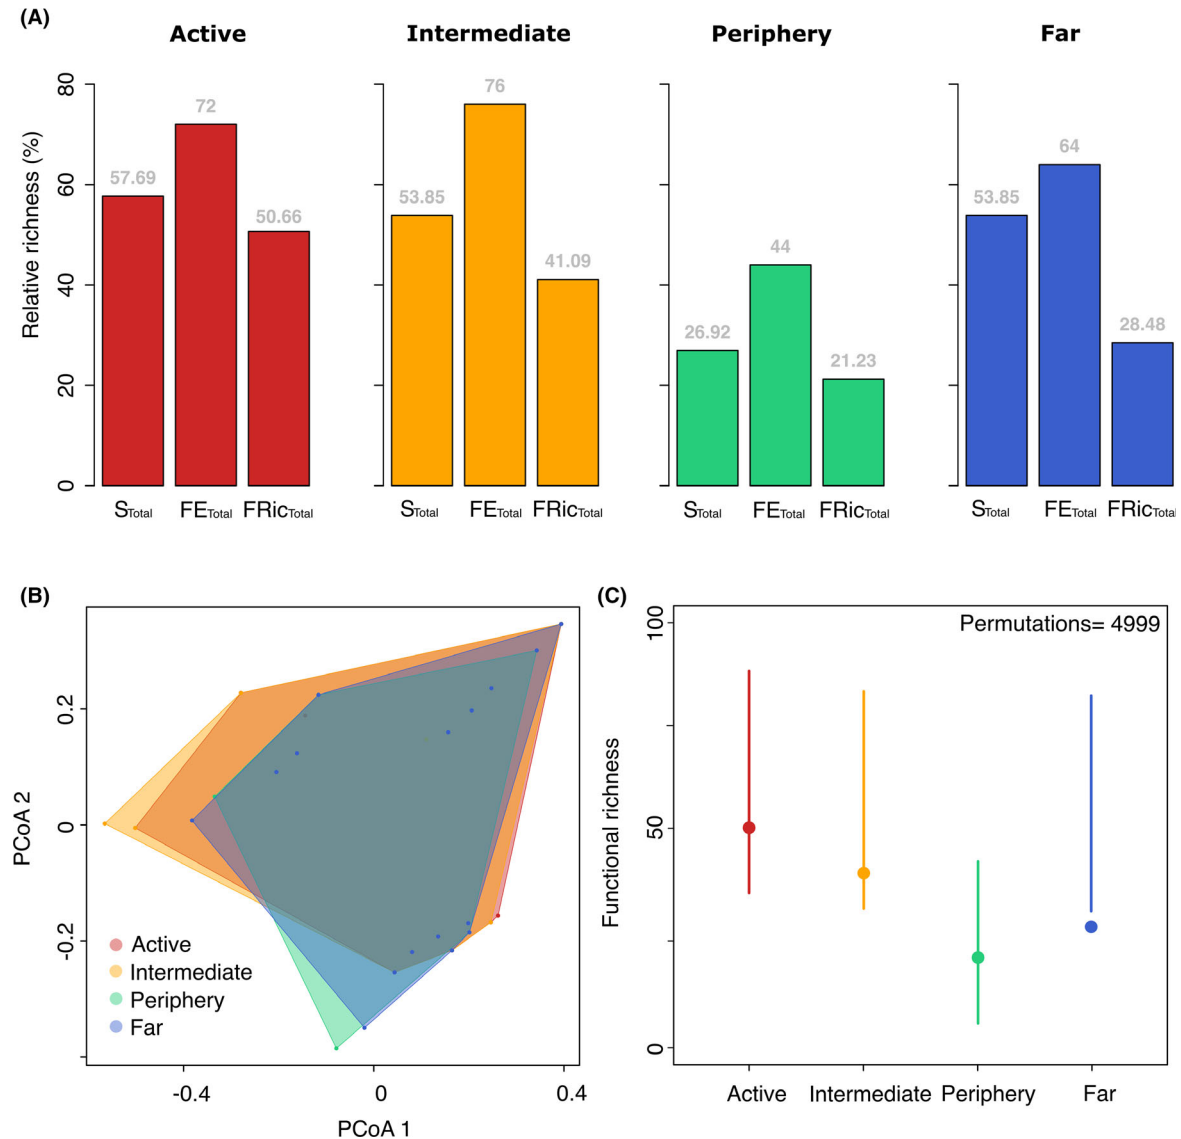 (A)
Active
Intermediate
Periphery
Far
Relative richness (%)
80
60
40
20
0
57.69
72
50.66
53.85
76
41.09
26.92
44
21.23
53.85
64
28.48
STotal FETotal FRicTotal
STotal FETotal FRicTotal
STotal FETotal FRicTotal
STotal FETotal FRicTotal
(B)
PCoA 2
0.2
0
-0.2
Active
Intermediate
Periphery
Far
-0.4 0 0.4
PCoA 1
(C)
Permutations= 4999
Functional richness
100
50
0
Active Intermediate Periphery Far